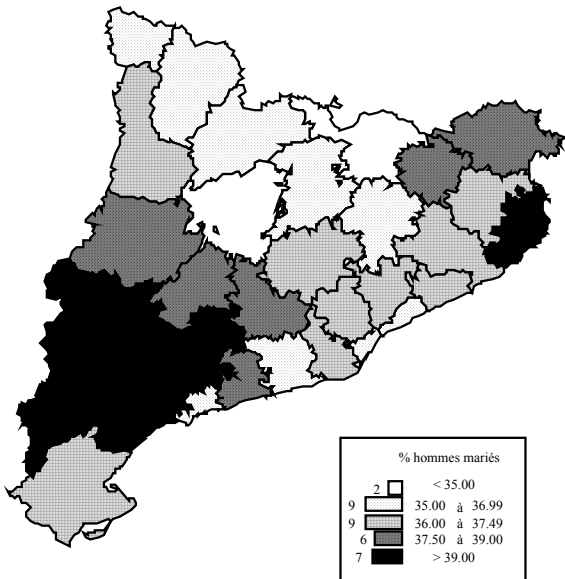 % hommes mariés
2 < 35.00
9 35.00 à 36.99
9 36.00 à 37.49
6 37.50 à 39.00
7 > 39.00